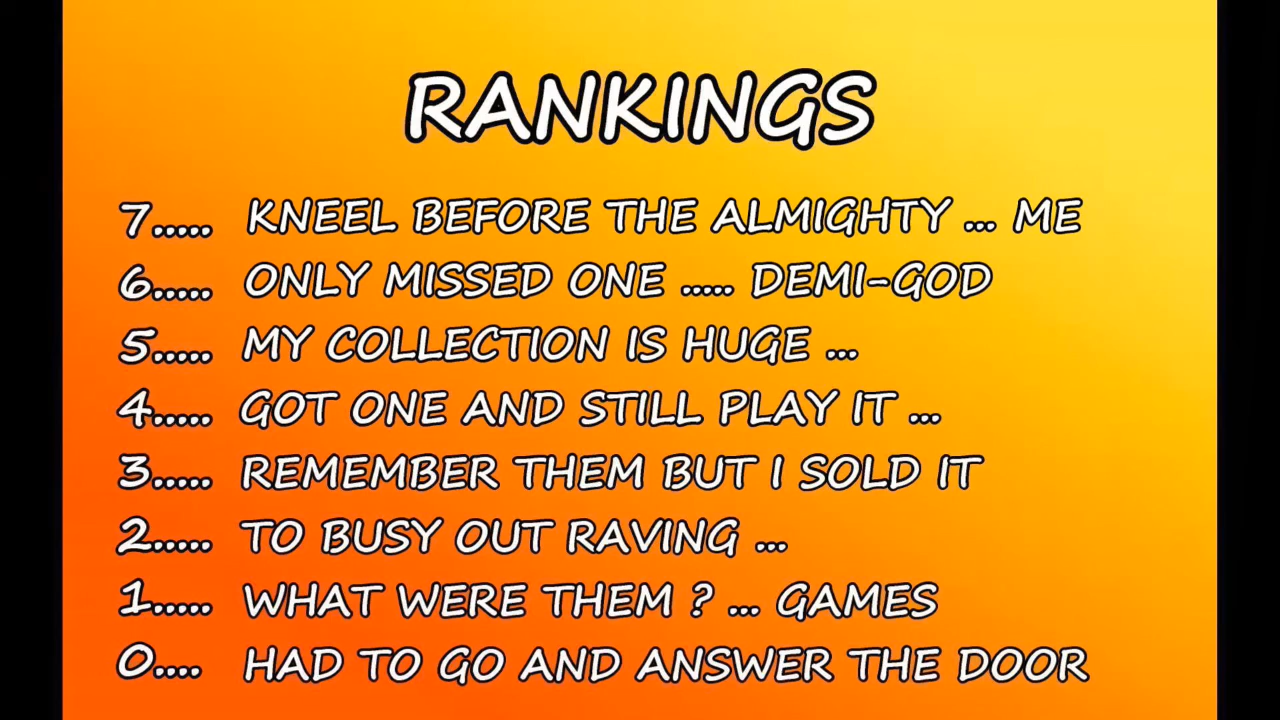 RANKINGS
7..... KNEEL BEFORE THE ALMIGHTY ... ME
6..... ONLY MISSED ONE ..... DEMI-GOD
5..... MY COLLECTION IS HUGE ...
4..... GOT ONE AND STILL PLAY IT ...
3..... REMEMBER THEM BUT I SOLD IT
2..... TO BUSY OUT RAVING ...
1..... WHAT WERE THEM ? ... GAMES
0.... HAD TO GO AND ANSWER THE DOOR